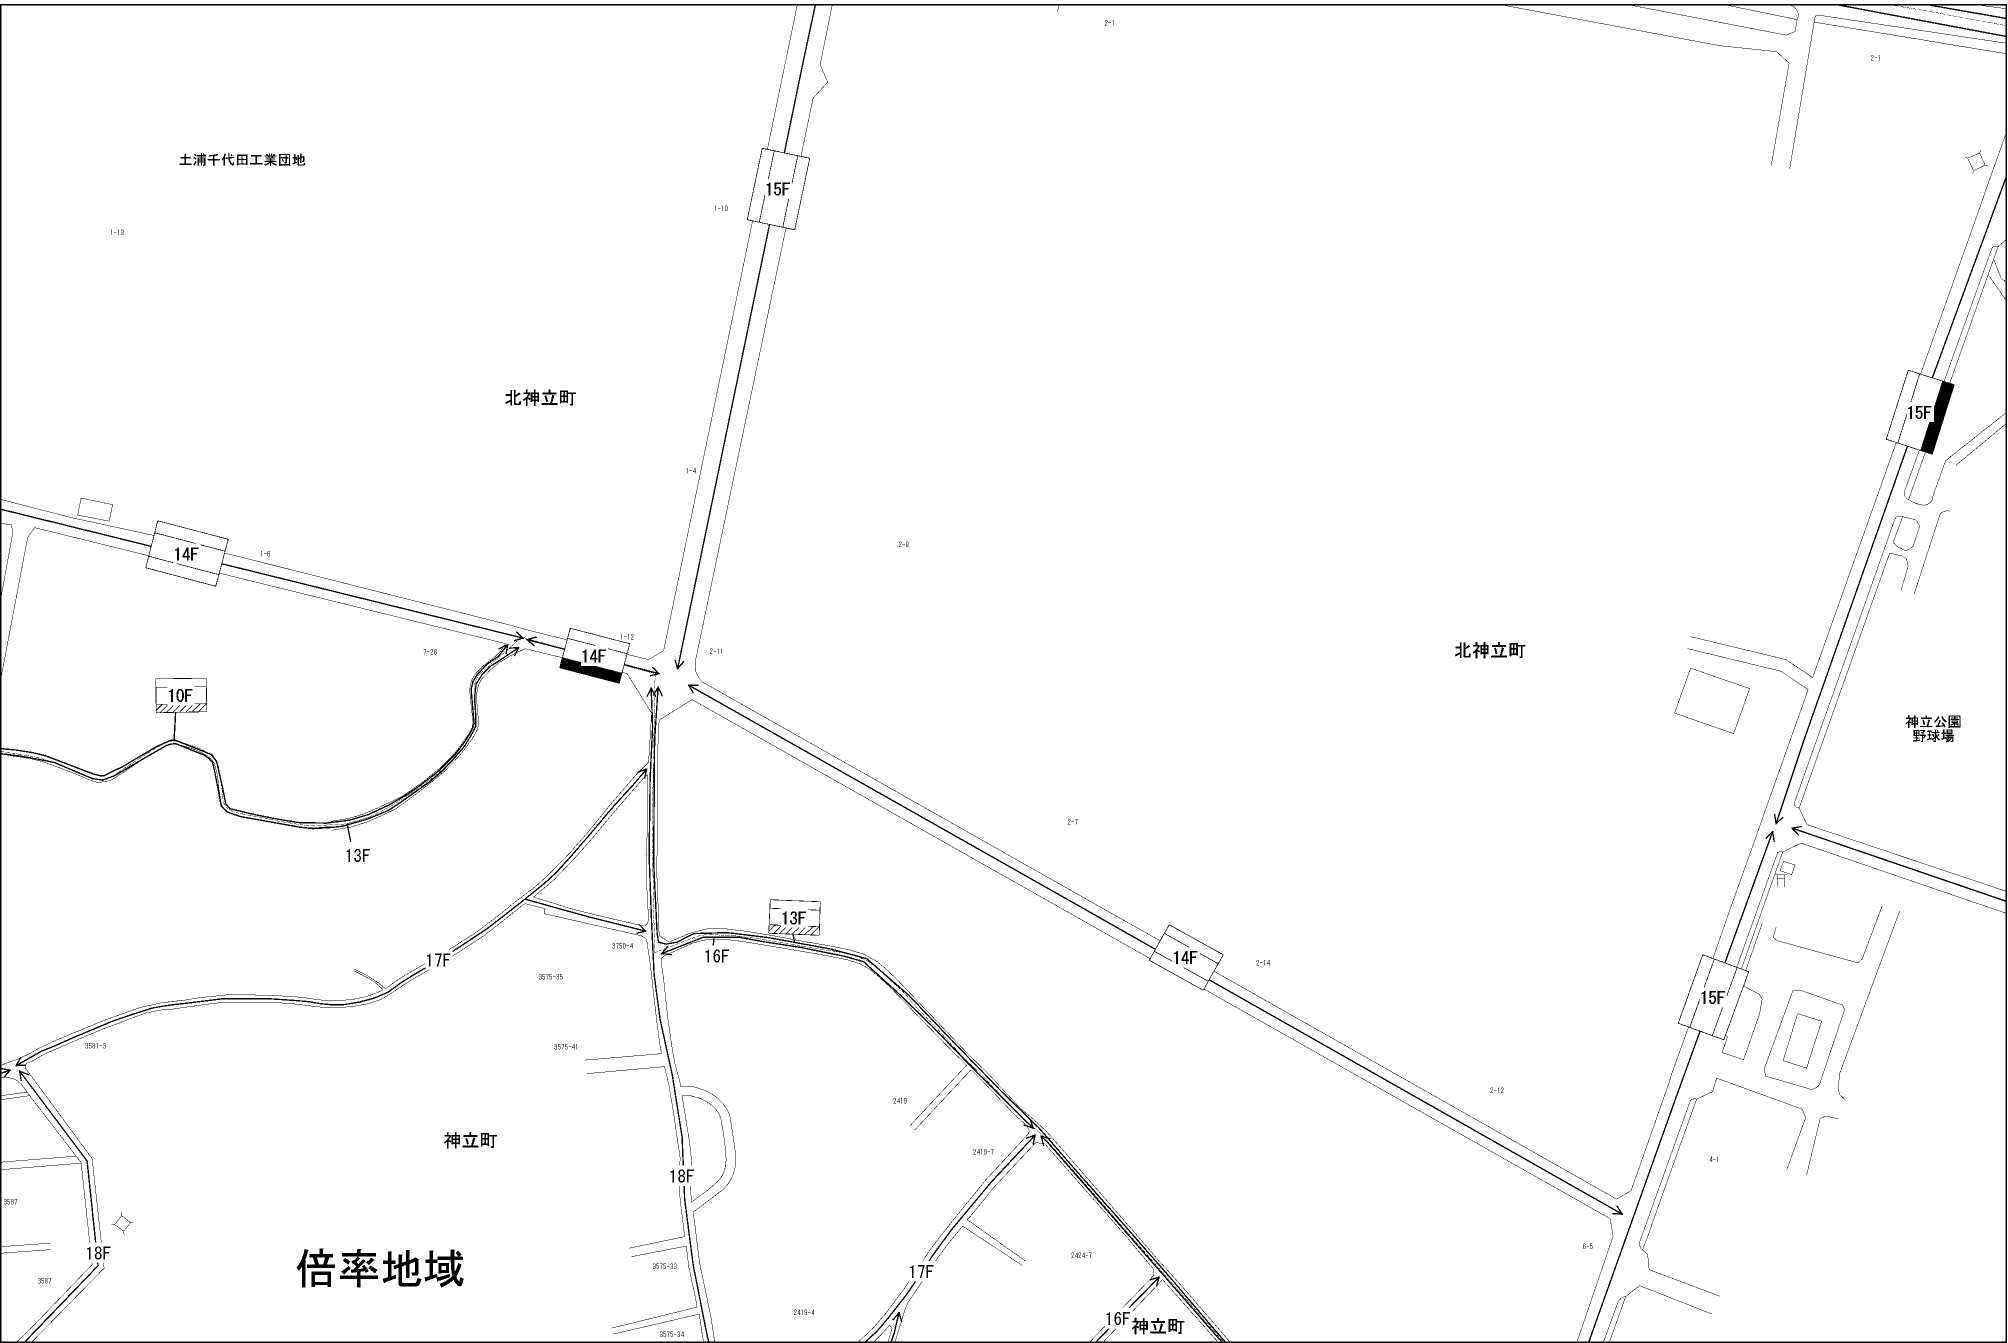 2-1
2-1
土浦千代田工業団地
15F
1-10
1-13
北神立町
15F
1-4
14F
1-6
2-8
1-12
14F
7-28
2-11
北神立町
10F
神立公園
野球場
2-7
13F
13F
3750-4
17F
16F
14F
2-14
3575-35
15F
3581-3
3575-41
2-12
2419
神立町
2419-7
4-1
18F
3587
18F
倍率地域
2424-7
6-5
3575-33
17F
3587
2419-4
16F
神立町
3575-34